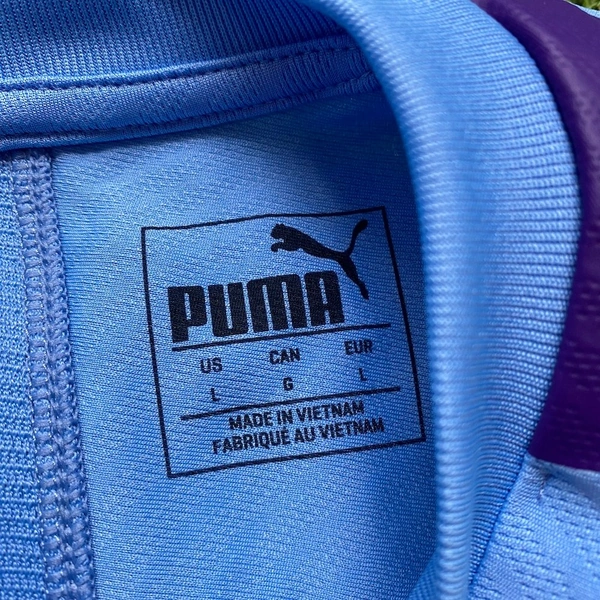 PUMA
US CAN EUR
L G L
MADE IN VIETNAM
FABRIQUÉ AU VIETNAM